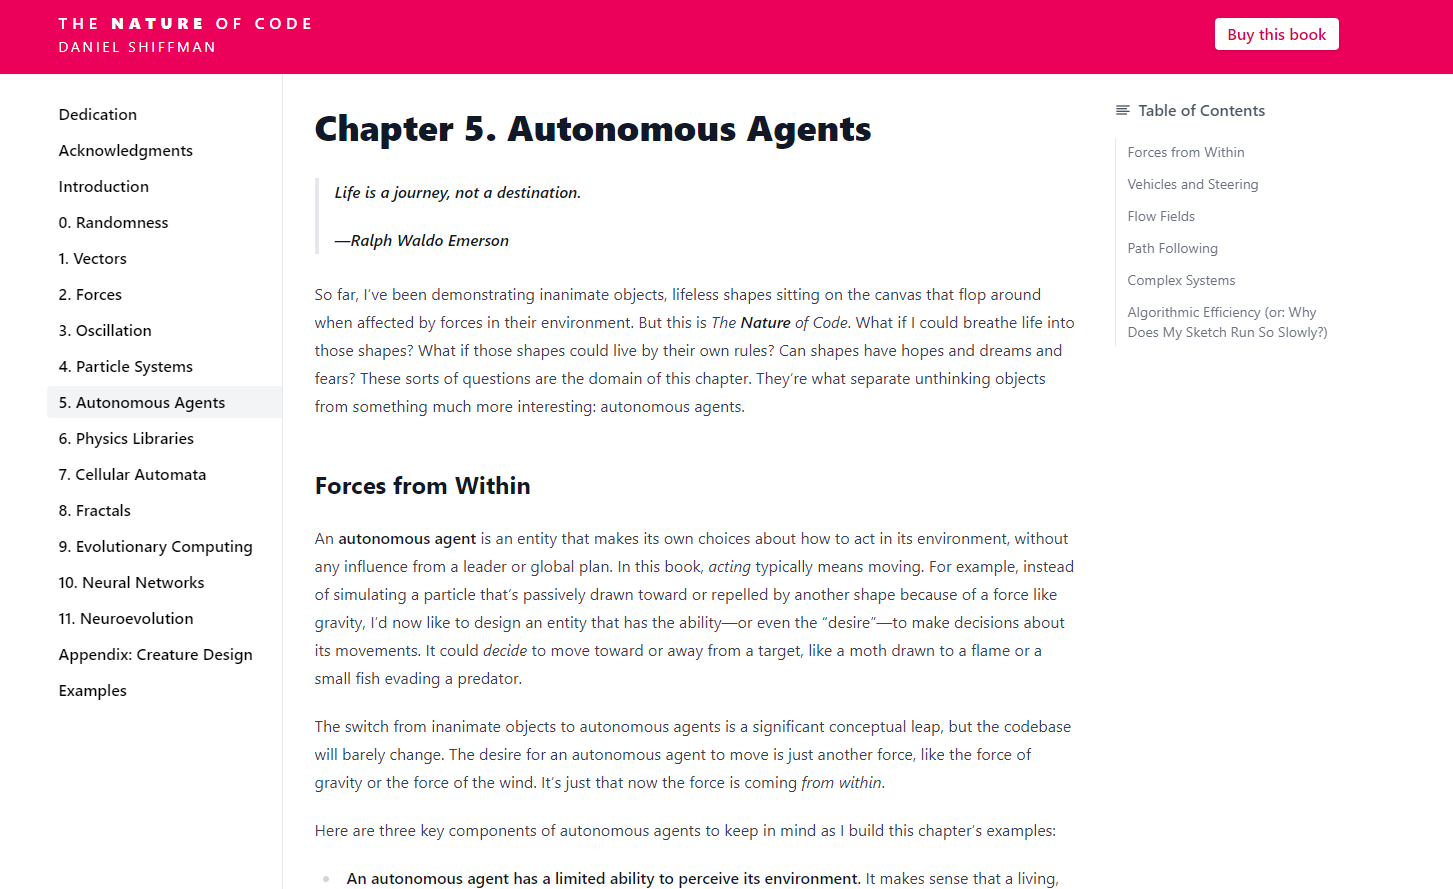 THE NATURE OF CODE
DANIEL SHIFFMAN
Buy this book
Dedication
Acknowledgments
Introduction
0. Randomness
1. Vectors
2. Forces
3. Oscillation
4. Particle Systems
5. Autonomous Agents
6. Physics Libraries
7. Cellular Automata
8. Fractals
9. Evolutionary Computing
10. Neural Networks
11. Neuroevolution
Appendix: Creature Design
Examples
Chapter 5. Autonomous Agents
Life is a journey, not a destination.
—Ralph Waldo Emerson
So far, I’ve been demonstrating inanimate objects, lifeless shapes sitting on the canvas that flop around
when affected by forces in their environment. But this is The Nature of Code. What if I could breathe life into
those shapes? What if those shapes could live by their own rules? Can shapes have hopes and dreams and
fears? These sorts of questions are the domain of this chapter. They’re what separate unthinking objects
from something much more interesting: autonomous agents.
Forces from Within
An autonomous agent is an entity that makes its own choices about how to act in its environment, without
any influence from a leader or global plan. In this book, acting typically means moving. For example, instead
of simulating a particle that’s passively drawn toward or repelled by another shape because of a force like
gravity, I’d now like to design an entity that has the ability—or even the “desire”—to make decisions about
its movements. It could decide to move toward or away from a target, like a moth drawn to a flame or a
small fish evading a predator.
The switch from inanimate objects to autonomous agents is a significant conceptual leap, but the codebase
will barely change. The desire for an autonomous agent to move is just another force, like the force of
gravity or the force of the wind. It’s just that now the force is coming from within.
Here are three key components of autonomous agents to keep in mind as I build this chapter’s examples:
• An autonomous agent has a limited ability to perceive its environment. It makes sense that a living,
Table of Contents
Forces from Within
Vehicles and Steering
Flow Fields
Path Following
Complex Systems
Algorithmic Efficiency (or: Why
Does My Sketch Run So Slowly?)